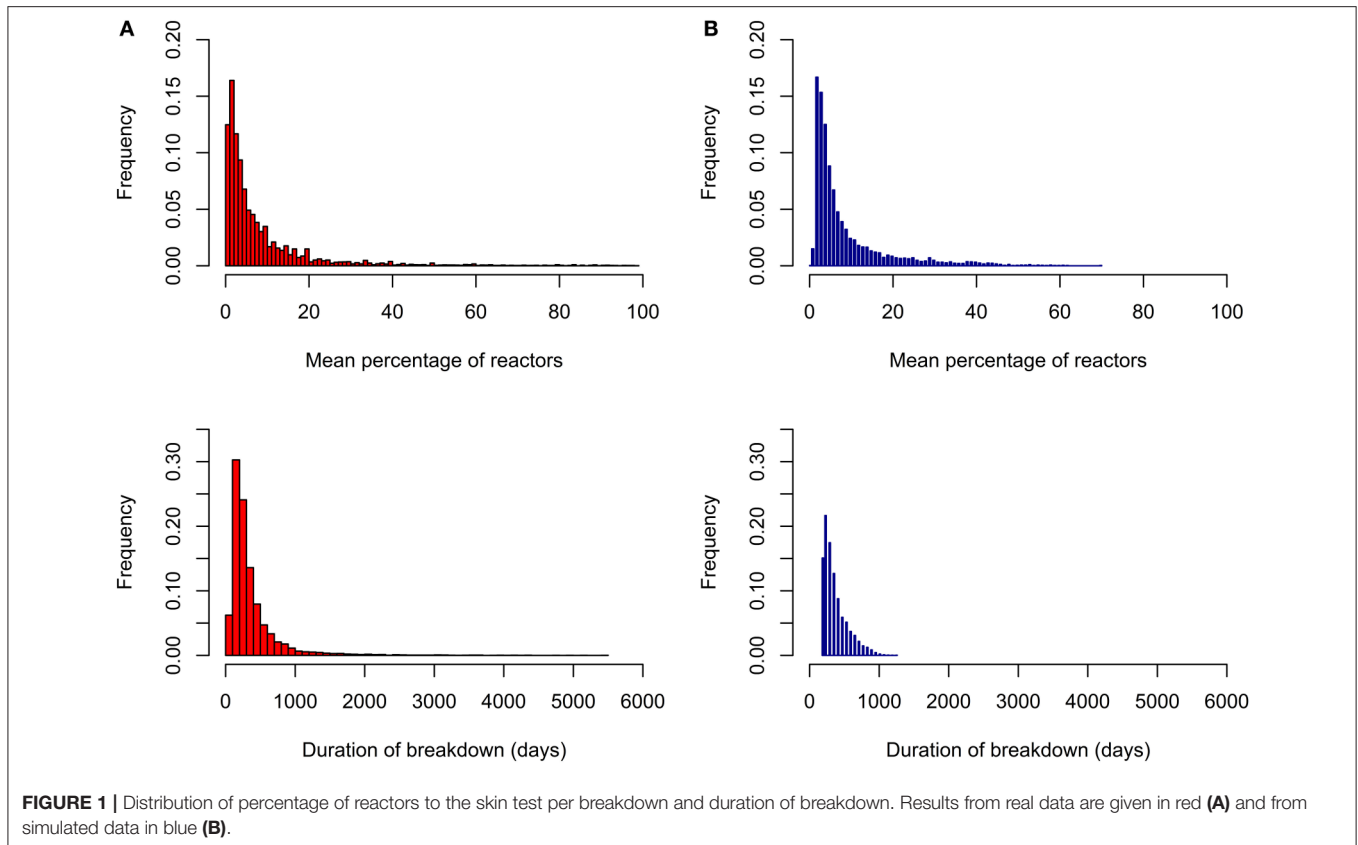 A
B
0.20
0.15
0.10
0.05
0.00
Frequency
0 20 40 60 80 100
Mean percentage of reactors
0.20
0.15
0.10
0.05
0.00
Frequency
0 20 40 60 80 100
Mean percentage of reactors
0.30
0.20
0.10
0.00
Frequency
0 1000 2000 3000 4000 5000 6000
Duration of breakdown (days)
0.30
0.20
0.10
0.00
Frequency
0 1000 2000 3000 4000 5000 6000
Duration of breakdown (days)
FIGURE 1 | Distribution of percentage of reactors to the skin test per breakdown and duration of breakdown. Results from real data are given in red (A) and from
simulated data in blue (B).